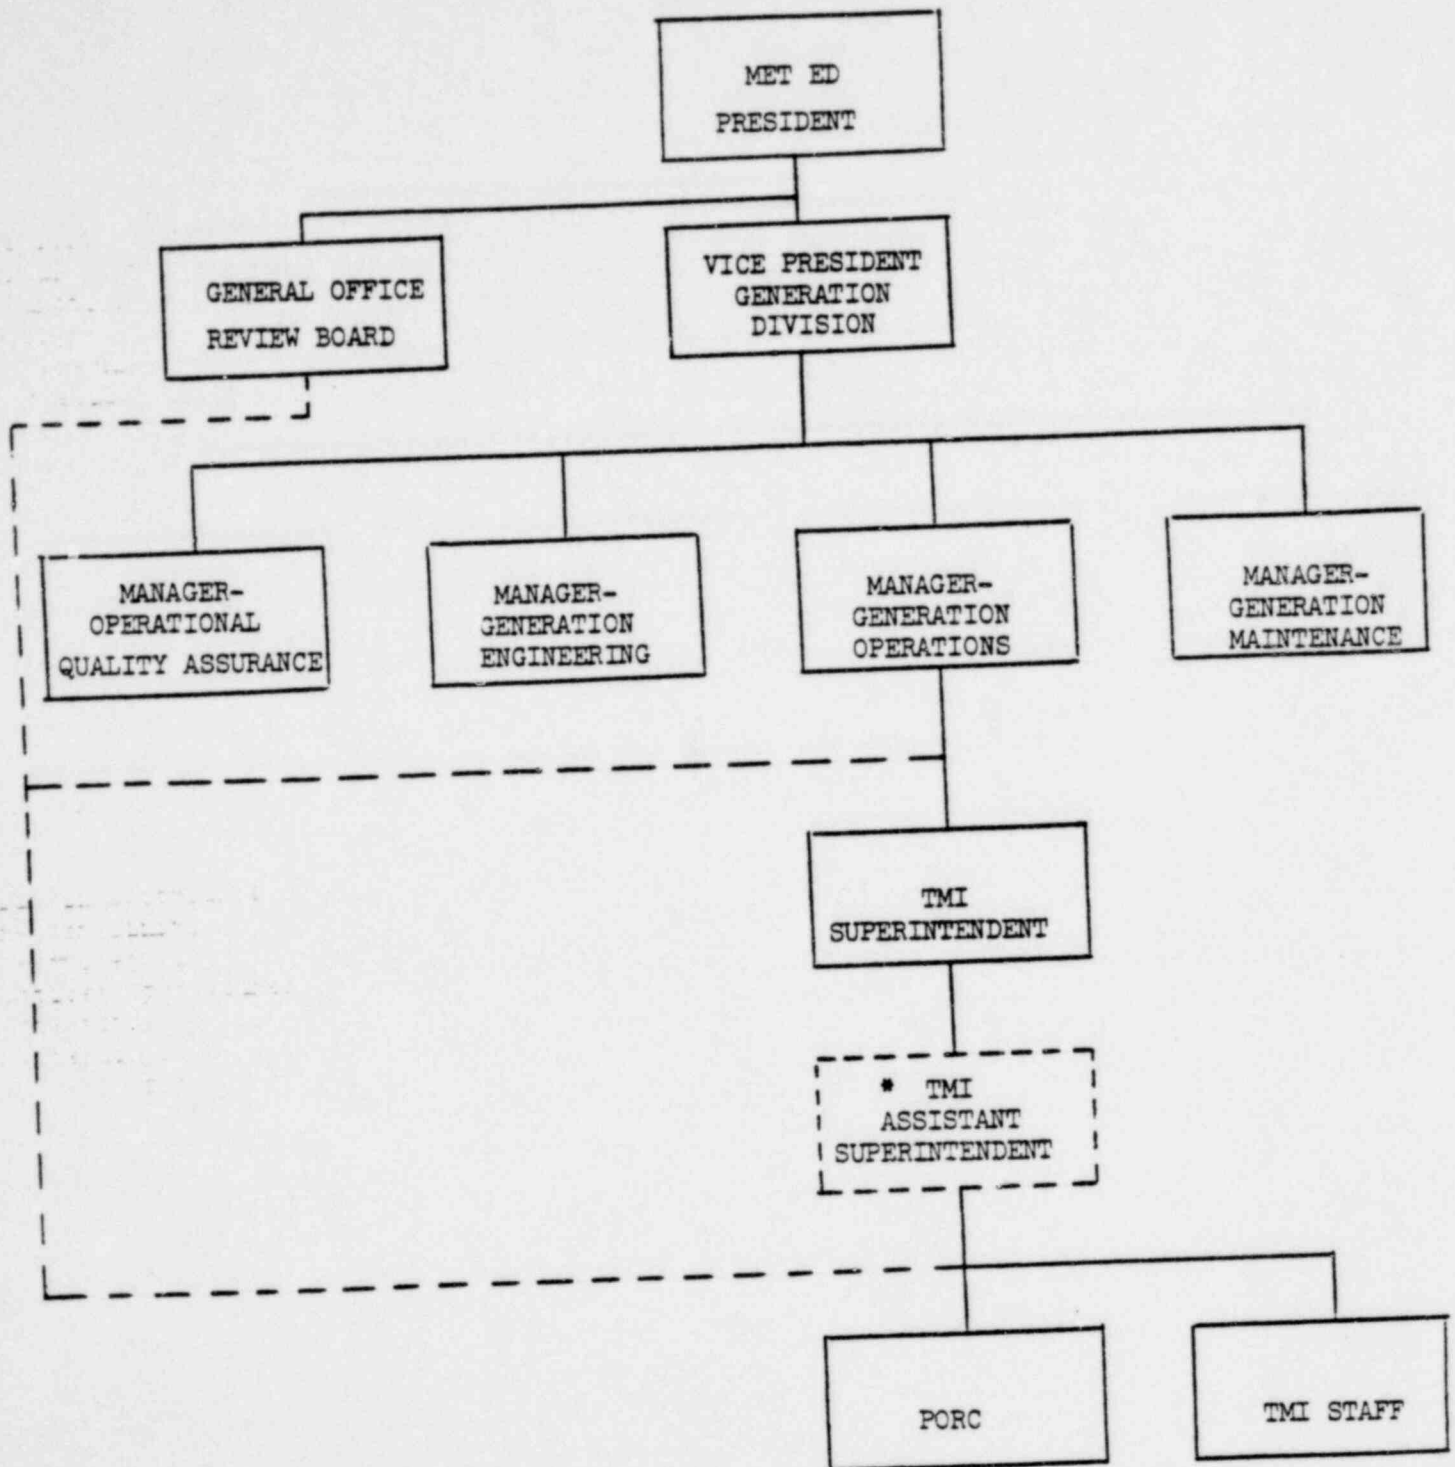 MET ED
PRESIDENT
GENERAL OFFICE
REVIEW BOARD
VICE PRESIDENT
GENERATION
DIVISION
MANAGER-
OPERATIONAL
QUALITY ASSURANCE
MANAGER-
GENERATION
ENGINEERING
MANAGER-
GENERATION
OPERATIONS
MANAGER-
GENERATION
MAINTENANCE
TMI
SUPERINTENDENT
* TMI
ASSISTANT
SUPERINTENDENT
PORC
TMI STAFF